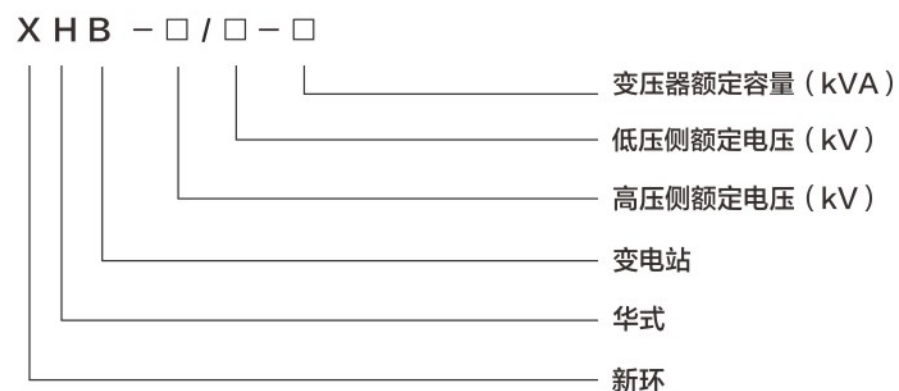 XHB-□/□-□
变压器额定容量（kVA）
低压侧额定电压（kV）
高压侧额定电压（kV）
变电站
华式
新环